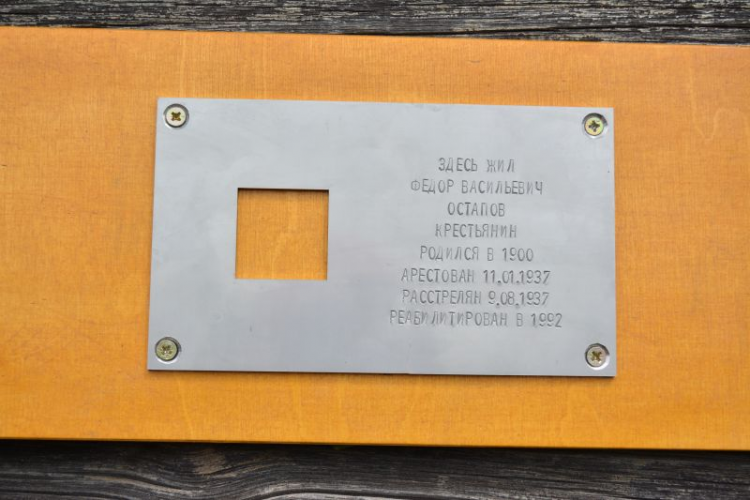 ЗДЕСЬ ЖИЛ
ФЕДОР ВАСИЛЬЕВИЧ
ОСТАПОВ
КРЕСТЬЯНИН
РОДИЛСЯ В 1900
АРЕСТОВАН 11.01.1937
РАССТРЕЛЯН 9.08.1937
РЕАБИЛИТИРОВАН В 1992